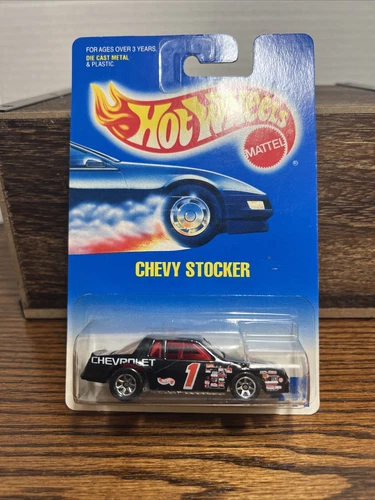 FOR AGES OVER 3 YEARS.
DIE CAST METAL
& PLASTIC
Hot Wheels
MATTEL
®
CHEVY STOCKER
CHEVROLET
1